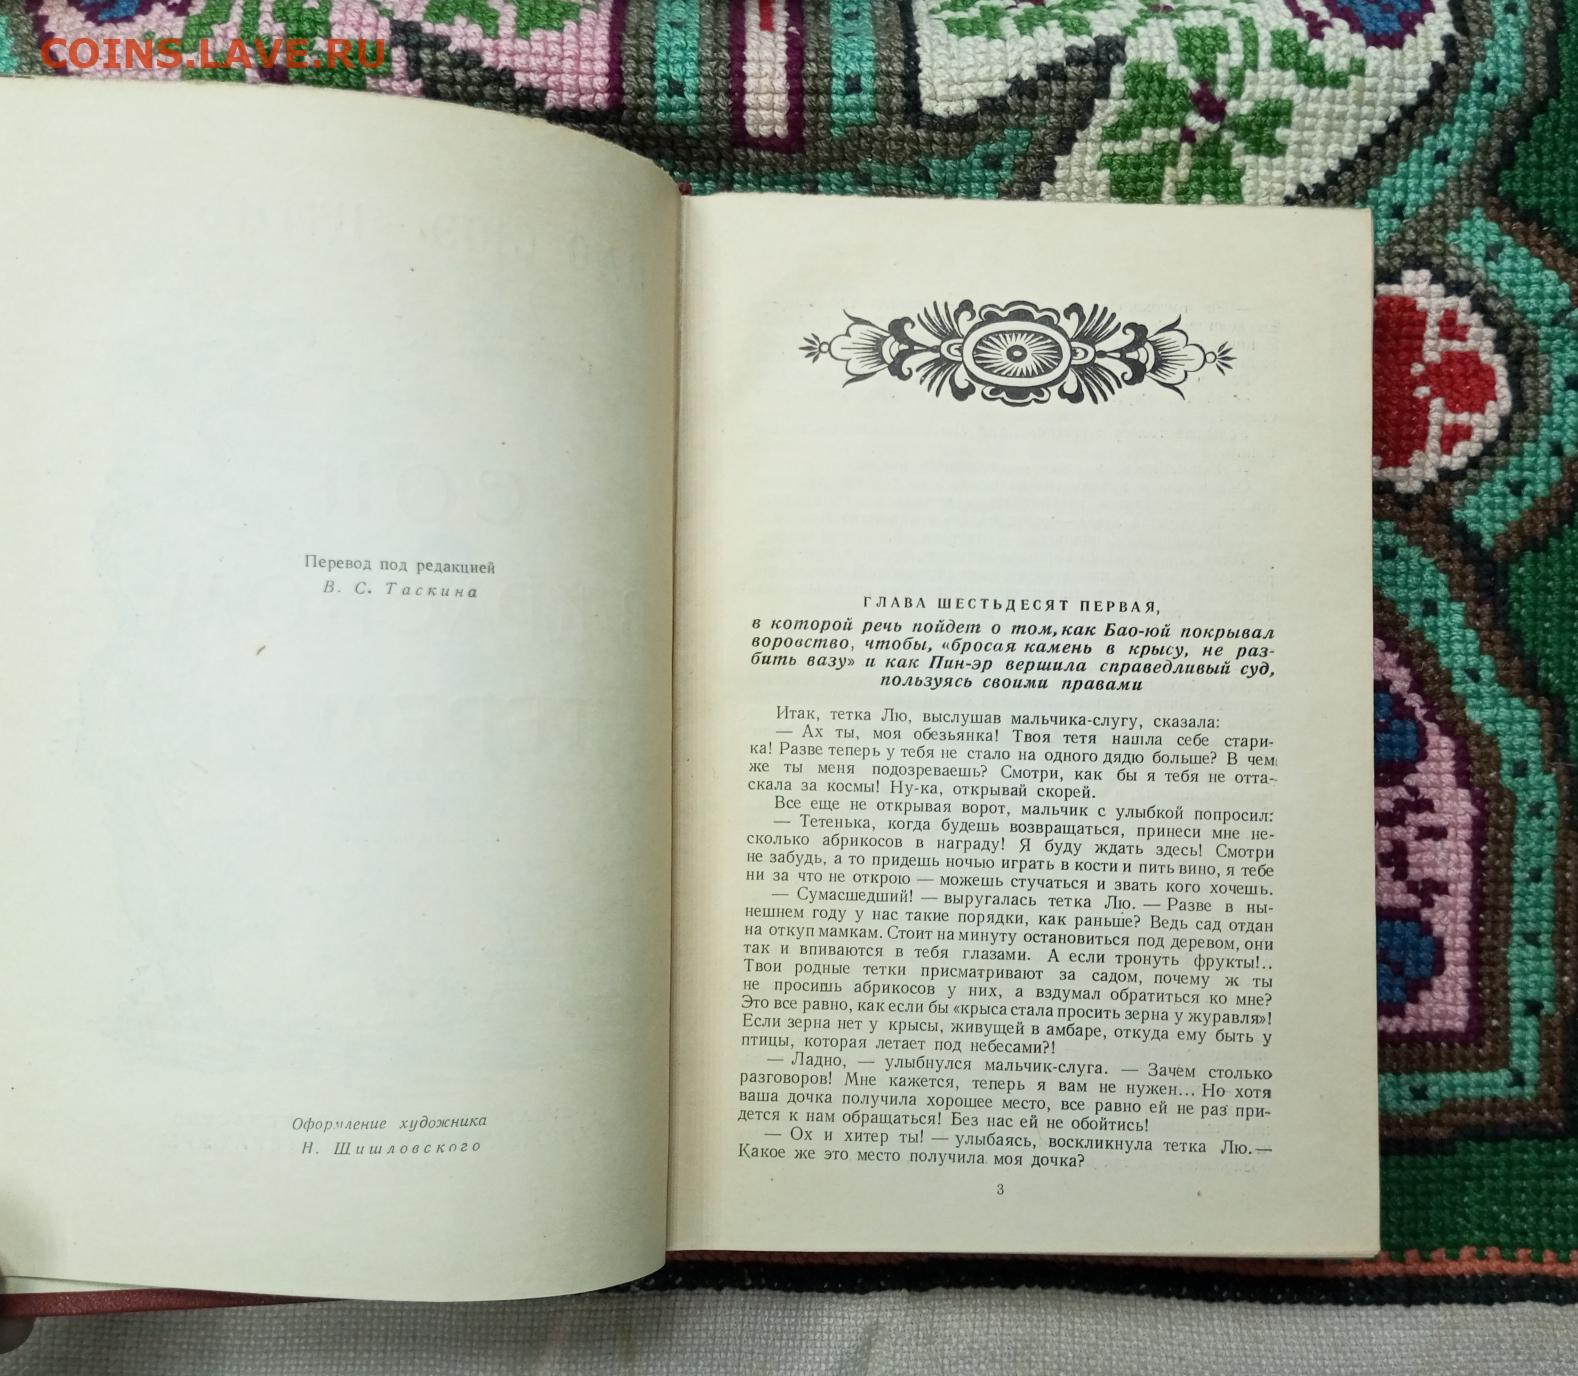 COINS.LAVE.RU
Перевод под редакцией
В. С. Таскина
Оформление художника
Н. Шишловского
ГЛАВА ШЕСТЬДЕСЯТ ПЕРВАЯ,
в которой речь пойдет о том, как Бао-юй покрывал
воровство, чтобы, «бросая камень в крысу, не раз-
бить вазу» и как Пин-эр вершила справедливый суд,
пользуясь своими правами
Итак, тетка Лю, выслушав мальчика-слугу, сказала:
— Ах ты, моя обезьянка! Твоя тетя нашла себе стари-
ка! Разве теперь у тебя не стало на одного дядю больше? В чем
же ты меня подозреваешь? Смотри, как бы я тебя не отта-
скала за космы! Ну-ка, открывай скорей.
Все еще не открывая ворот, мальчик с улыбкой попросил:
— Тетенька, когда будешь возвращаться, принеси мне не-
сколько абрикосов в награду! Я буду ждать здесь! Смотри
не забудь, а то придешь ночью играть в кости и пить вино, я тебе
ни за что не открою — можешь стучаться и звать кого хочешь.
— Сумасшедший! — выругалась тетка Лю. — Разве в ны-
нешнем году у нас такие порядки, как раньше? Ведь сад отдан
на откуп мамкам. Стоит на минуту остановиться под деревом, они
так и впиваются в тебя глазами. А если тронуть фрукты!..
Твои родные тетки присматривают за садом, почему ж ты
не просишь абрикосов у них, а вздумал обратиться ко мне?
Это все равно, как если бы «крыса стала просить зерна у журавля»!
Если зерна нет у крысы, живущей в амбаре, откуда ему быть у
птицы, которая летает под небесами?!
— Ладно, — улыбнулся мальчик-слуга. — Зачем столько
разговоров! Мне кажется, теперь я вам не нужен... Но хотя
ваша дочка получила хорошее место, все равно ей не раз при-
дется к нам обращаться! Без нас ей не обойтись!
— Ох и хитер ты! — улыбаясь, воскликнула тетка Лю.—
Какое же это место получила моя дочка?
3